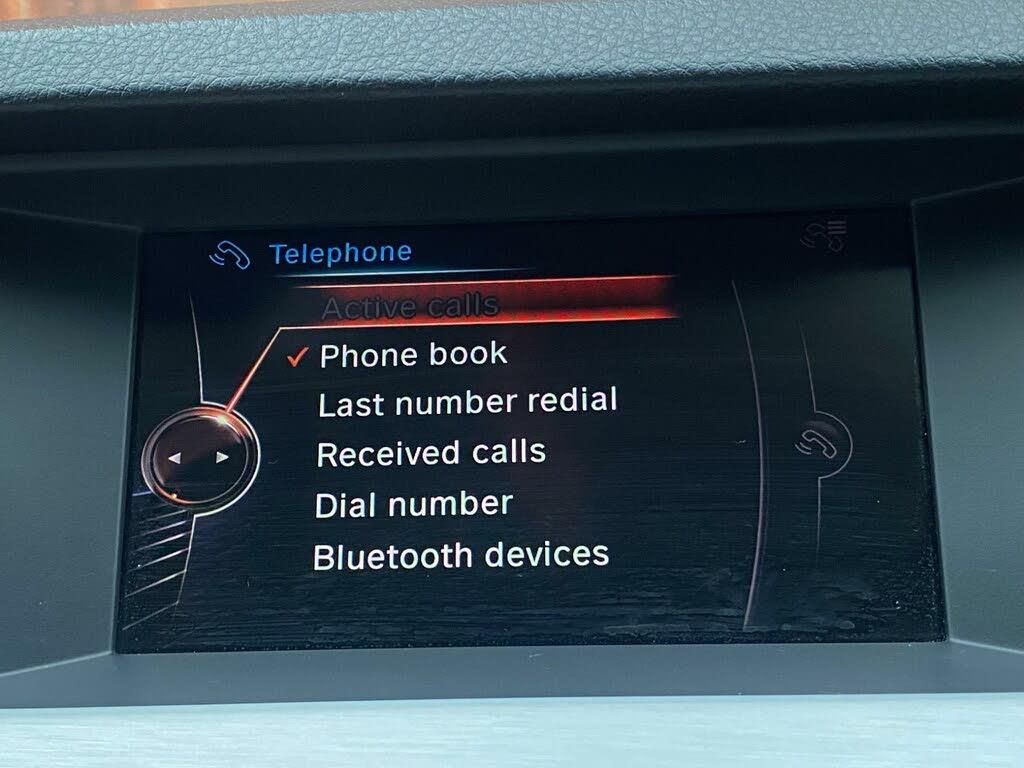 Telephone
Active calls
Phone book
Last number redial
Received calls
Dial number
Bluetooth devices